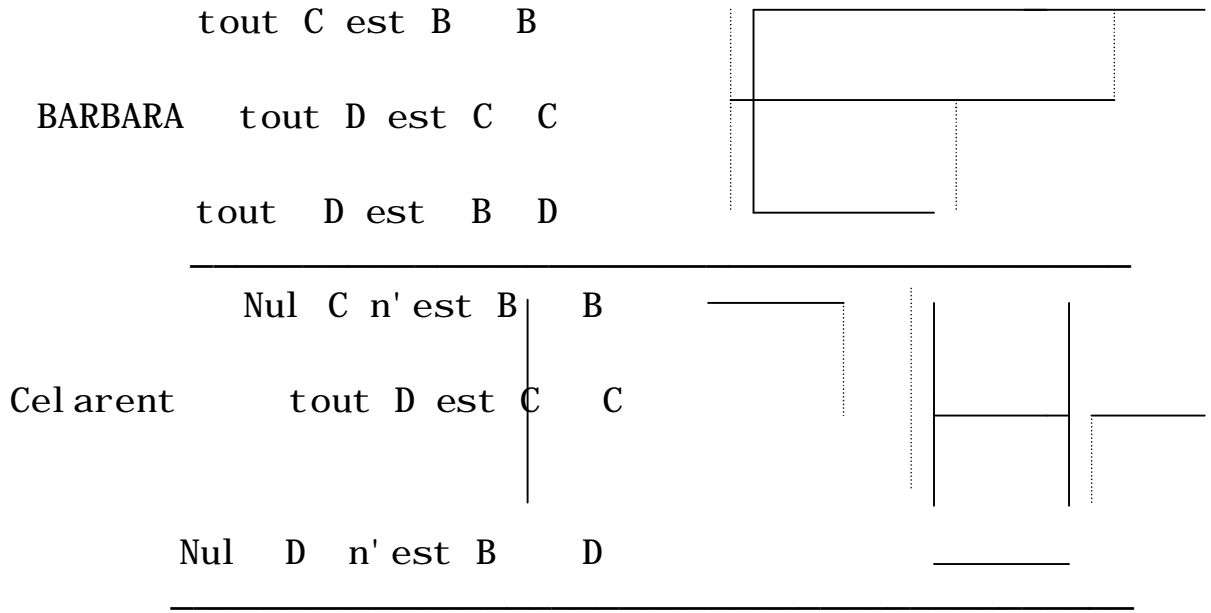 tout C est B B
BARBARA tout D est C C
tout D est B D
Nul C n'est B B
Celarent tout D est C C
Nul D n'est B D